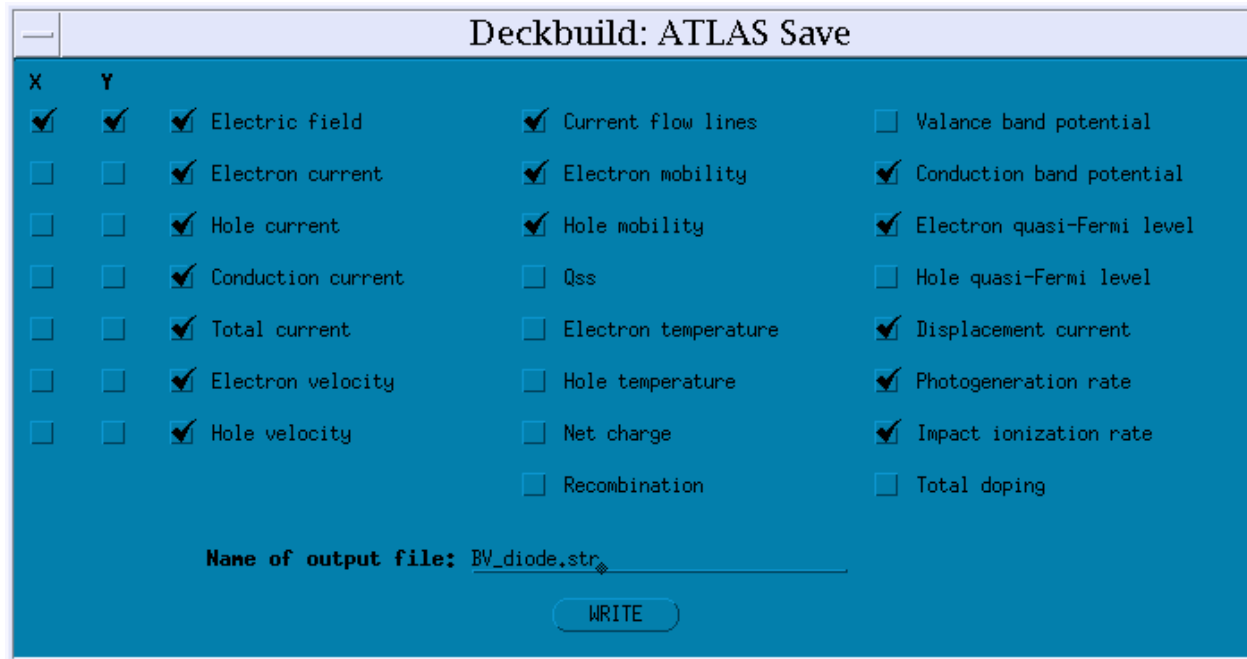 Deckbuild: ATLAS Save
X Y
Electric field Current flow lines Valance band potential
Electron current Electron mobility Conduction band potential
Hole current Hole mobility Electron quasi-Fermi level
Conduction current Qss Hole quasi-Fermi level
Total current Electron temperature Displacement current
Electron velocity Hole temperature Photogeneration rate
Hole velocity Net charge Impact ionization rate
Recombination Total doping
Name of output file: BV_diode.str
WRITE